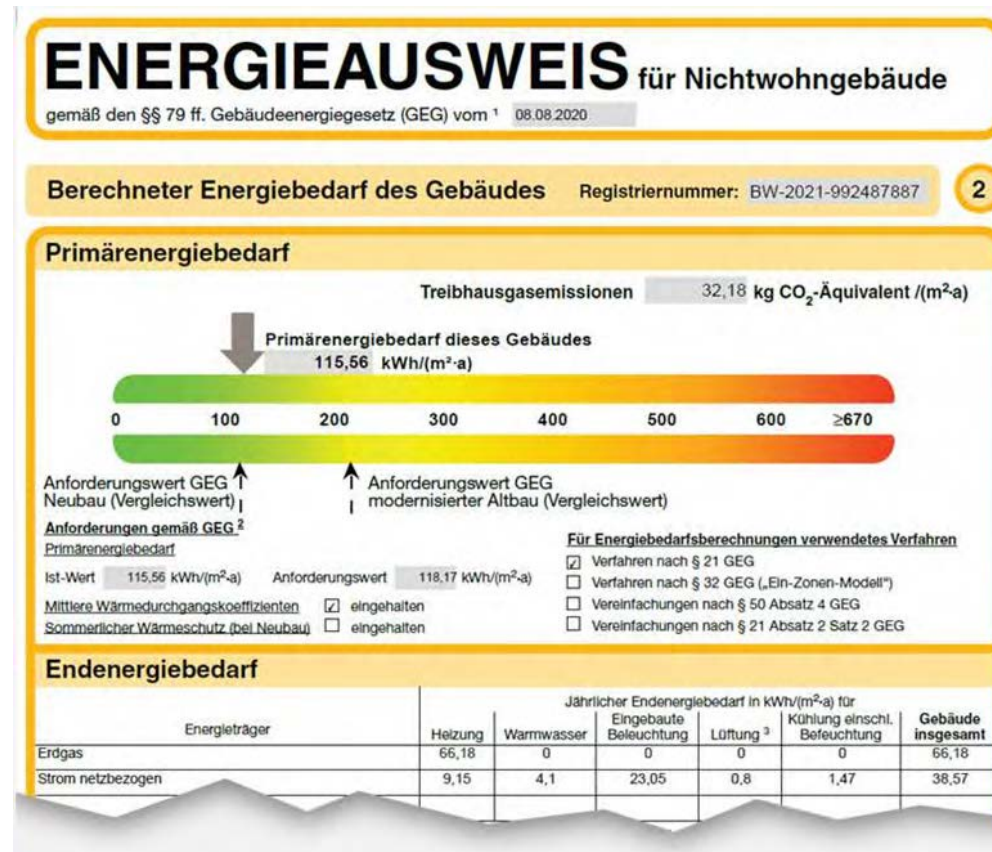 ENERGIEAUSWEIS für Nichtwohngebäude
gemäß den §§ 79 ff. Gebäudeenergiegesetz (GEG) vom ¹ 08.08.2020
Berechneter Energiebedarf des Gebäudes Registriernummer: BW-2021-992487887 2
Primärenergiebedarf
Treibhausgasemissionen 32,18 kg CO₂-Äquivalent /(m²·a)
Primärenergiebedarf dieses Gebäudes
115,56 kWh/(m²·a)
0 100 200 300 400 500 600 ≥670
Anforderungswert GEG
Neubau (Vergleichswert)
Anforderungswert GEG
modernisierter Altbau (Vergleichswert)
Anforderungen gemäß GEG ²
Primärenergiebedarf
Ist-Wert 115,56 kWh/(m²·a) Anforderungswert 118,17 kWh/(m²·a)
Mittlere Wärmedurchgangskoeffizienten ☑ eingehalten
Sommerlicher Wärmeschutz (bei Neubau) ☐ eingehalten
Für Energiebedarfsberechnungen verwendetes Verfahren
☑ Verfahren nach § 21 GEG
☐ Verfahren nach § 32 GEG („Ein-Zonen-Modell")
☐ Vereinfachungen nach § 50 Absatz 4 GEG
☐ Vereinfachungen nach § 21 Absatz 2 Satz 2 GEG
Endenergiebedarf
Jährlicher Endenergiebedarf in kWh/(m²·a) für
Energieträger Heizung Warmwasser Eingebaute Beleuchtung Lüftung ³ Kühlung einschl. Befeuchtung Gebäude insgesamt
Erdgas 66,18 0 0 0 0 66,18
Strom netzbezogen 9,15 4,1 23,05 0,8 1,47 38,57